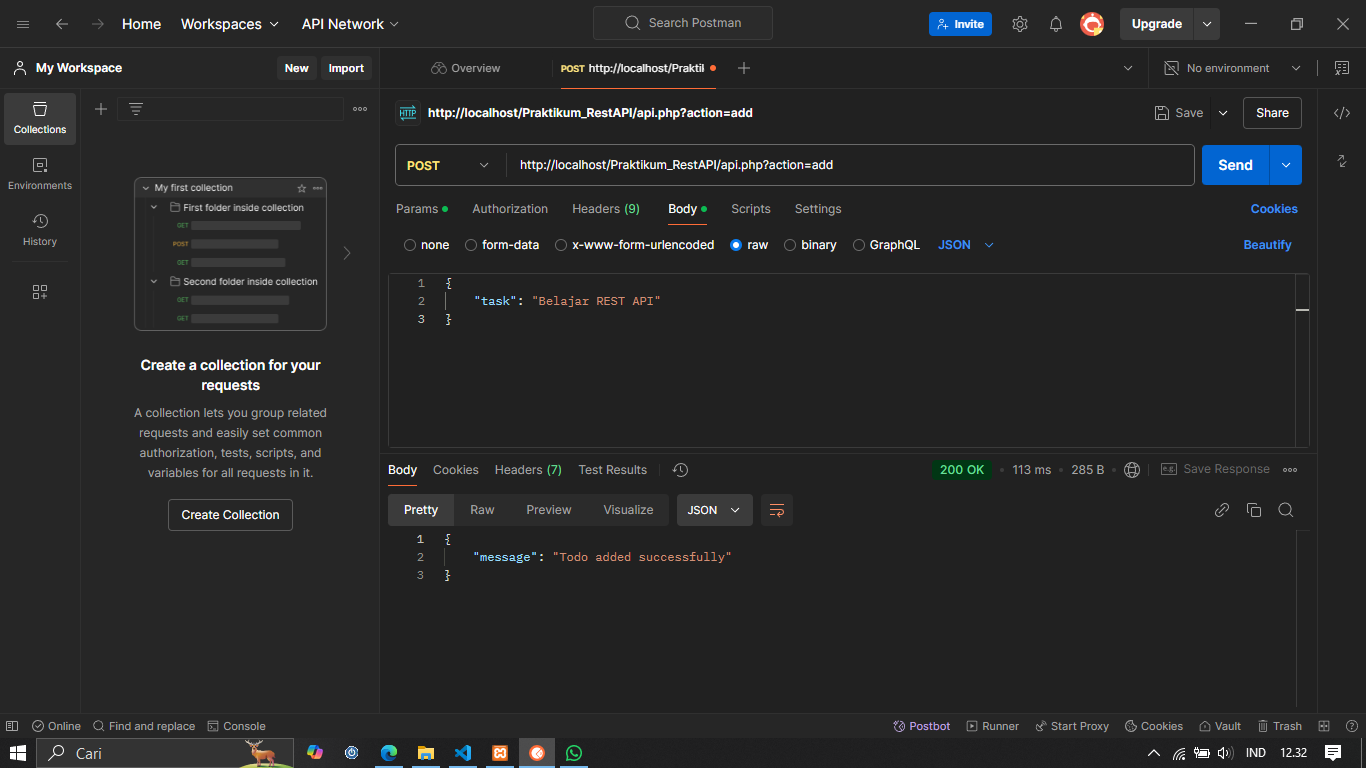 Home Workspaces API Network Search Postman Invite Upgrade
My Workspace New Import Overview POST http://localhost/Prakti No environment
Collections
Environments
History
My first collection
First folder inside collection
GET
POST
GET
Second folder inside collection
GET
GET
Create a collection for your
requests
A collection lets you group related
requests and easily set common
authorization, tests, scripts, and
variables for all requests in it.
Create Collection
HTTP http://localhost/Praktikum_RestAPI/api.php?action=add Save Share
POST http://localhost/Praktikum_RestAPI/api.php?action=add Send
Params Authorization Headers (9) Body Scripts Settings Cookies
none form-data x-www-form-urlencoded raw binary GraphQL JSON Beautify
1 {
2 "task": "Belajar REST API"
3 }
Body Cookies Headers (7) Test Results 200 OK 113 ms 285 B e.g. Save Response
Pretty Raw Preview Visualize JSON
1 {
2 "message": "Todo added successfully"
3 }
Online Find and replace Console Postbot Runner Start Proxy Cookies Vault Trash
Cari IND 12.32